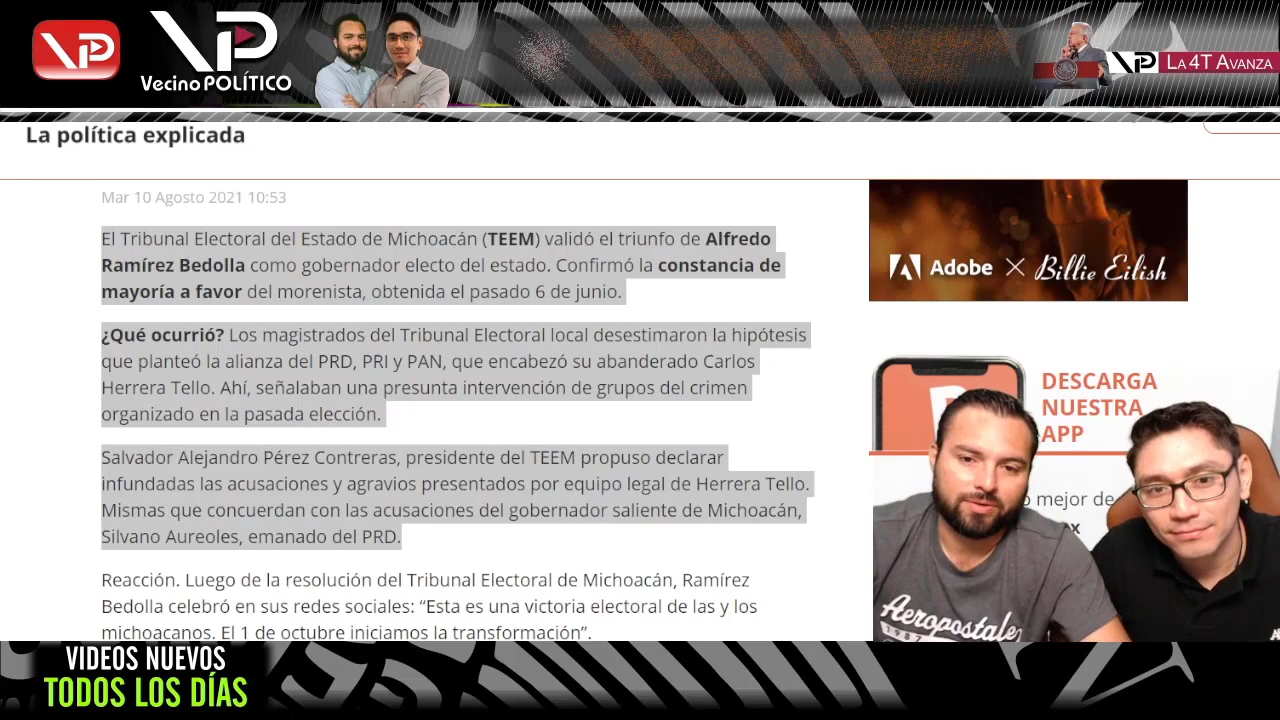 VP
VP
Vecino POLÍTICO
VP LA 4T AVANZA
La política explicada
Mar 10 Agosto 2021 10:53
El Tribunal Electoral del Estado de Michoacán (TEEM) validó el triunfo de Alfredo
Ramírez Bedolla como gobernador electo del estado. Confirmó la constancia de
mayoría a favor del morenista, obtenida el pasado 6 de junio.
¿Qué ocurrió? Los magistrados del Tribunal Electoral local desestimaron la hipótesis
que planteó la alianza del PRD, PRI y PAN, que encabezó su abanderado Carlos
Herrera Tello. Ahí, señalaban una presunta intervención de grupos del crimen
organizado en la pasada elección.
Salvador Alejandro Pérez Contreras, presidente del TEEM propuso declarar
infundadas las acusaciones y agravios presentados por equipo legal de Herrera Tello.
Mismas que concuerdan con las acusaciones del gobernador saliente de Michoacán,
Silvano Aureoles, emanado del PRD.
Reacción. Luego de la resolución del Tribunal Electoral de Michoacán, Ramírez
Bedolla celebró en sus redes sociales: “Esta es una victoria electoral de las y los
michoacanos. El 1 de octubre iniciamos la transformación”.
Adobe × Billie Eilish
DESCARGA
NUESTRA
APP
mejor de
Aeropostale
1987
VIDEOS NUEVOS
TODOS LOS DÍAS